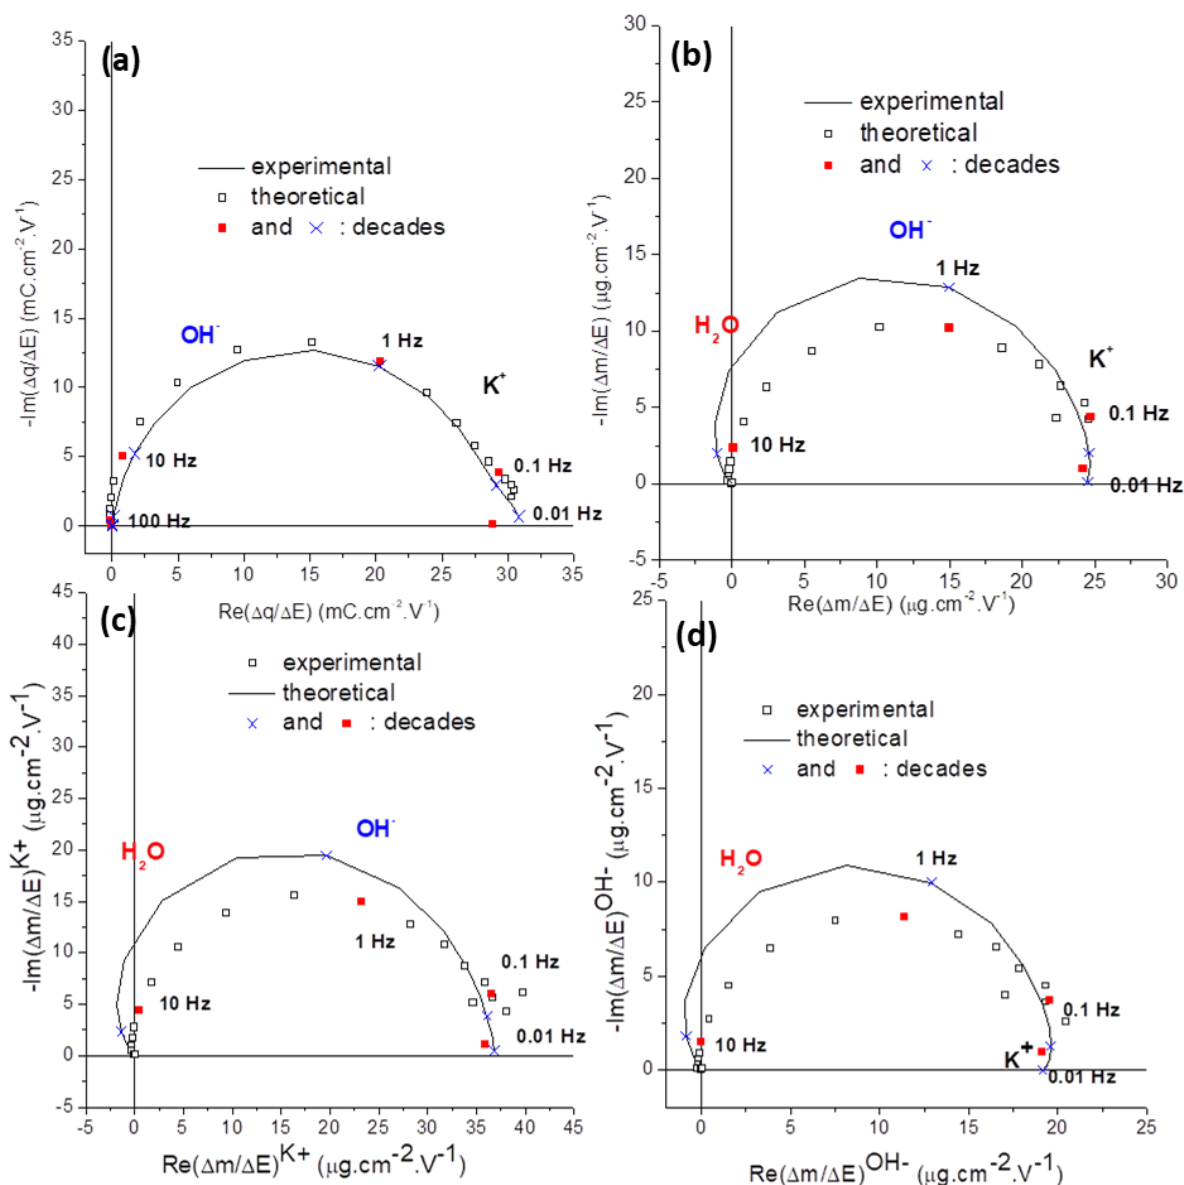 (a)
35
30
25
20
15
10
5
0
-Im(Δq/ΔE) (mC.cm⁻².V⁻¹)
experimental
theoretical
and : decades
OH⁻
1 Hz
K⁺
10 Hz
0.1 Hz
100 Hz
0.01 Hz
0 5 10 15 20 25 30 35
Re(Δq/ΔE) (mC.cm⁻².V⁻¹)
(b)
30
25
20
15
10
5
0
-5
-Im(Δm/ΔE) (μg.cm⁻².V⁻¹)
experimental
theoretical
and : decades
OH⁻
1 Hz
H₂O
K⁺
0.1 Hz
10 Hz
0.01 Hz
-5 0 5 10 15 20 25 30
Re(Δm/ΔE) (μg.cm⁻².V⁻¹)
(c)
45
40
35
30
25
20
15
10
5
0
-5
-Im(Δm/ΔE)ᴷ⁺ (μg.cm⁻².V⁻¹)
experimental
theoretical
and : decades
OH⁻
H₂O
1 Hz
0.1 Hz
10 Hz
0.01 Hz
-5 0 5 10 15 20 25 30 35 40 45
Re(Δm/ΔE)ᴷ⁺ (μg.cm⁻².V⁻¹)
(d)
25
20
15
10
5
0
-Im(Δm/ΔE)ᴼᴴ⁻ (μg.cm⁻².V⁻¹)
experimental
theoretical
and : decades
H₂O
1 Hz
0.1 Hz
10 Hz
K⁺
0.01 Hz
0 5 10 15 20 25
Re(Δm/ΔE)ᴼᴴ⁻ (μg.cm⁻².V⁻¹)